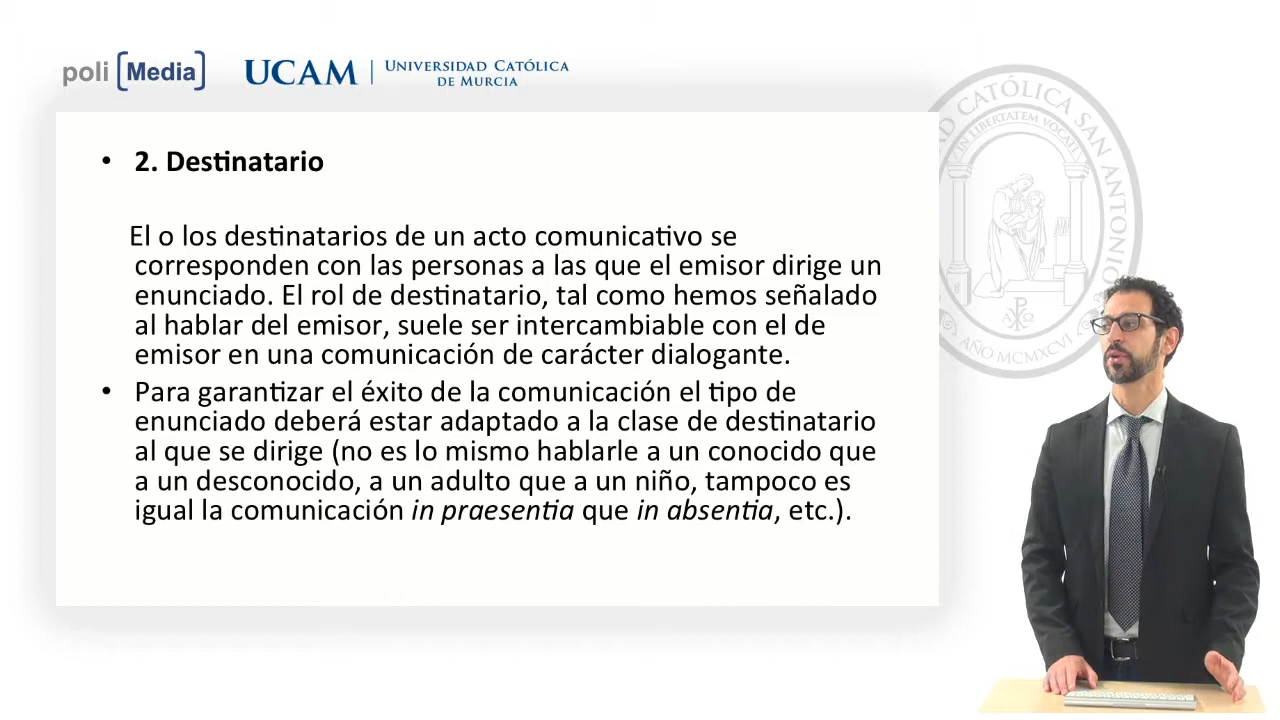 poli [Media]
UCAM | UNIVERSIDAD CATÓLICA
DE MURCIA
• 2. Destinatario
El o los destinatarios de un acto comunicativo se
corresponden con las personas a las que el emisor dirige un
enunciado. El rol de destinatario, tal como hemos señalado
al hablar del emisor, suele ser intercambiable con el de
emisor en una comunicación de carácter dialogante.
• Para garantizar el éxito de la comunicación el tipo de
enunciado deberá estar adaptado a la clase de destinatario
al que se dirige (no es lo mismo hablarle a un conocido que
a un desconocido, a un adulto que a un niño, tampoco es
igual la comunicación in praesentia que in absentia, etc.).
CATÓLICA SAN ANTONIO
IN LIBERTATEM VOCATI
AÑO MCMXCVI